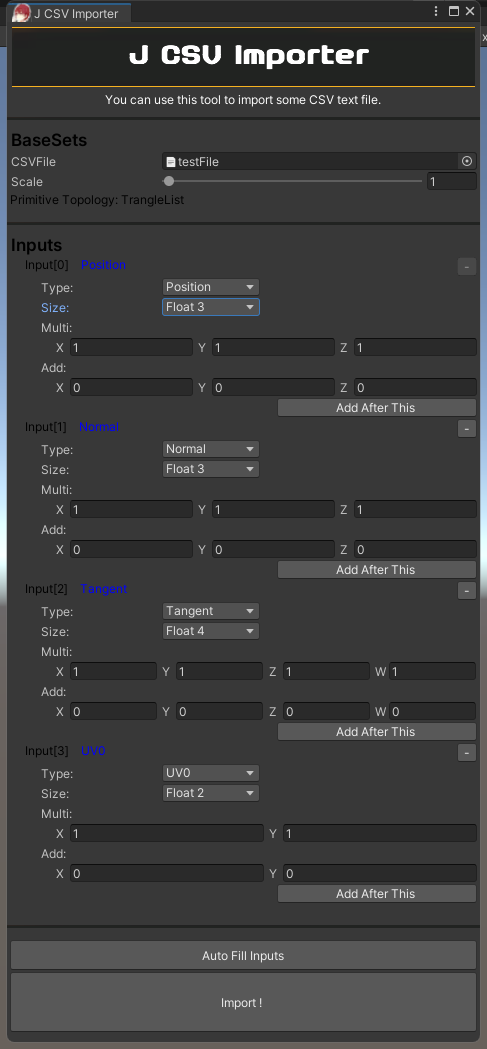 J CSV Importer
J CSV Importer
You can use this tool to import some CSV text file.
BaseSets
CSVFile testFile
Scale 1
Primitive Topology: TrangleList
Inputs
Input[0] Position -
Type: Position
Size: Float 3
Multi:
X 1 Y 1 Z 1
Add:
X 0 Y 0 Z 0
Add After This
Input[1] Normal -
Type: Normal
Size: Float 3
Multi:
X 1 Y 1 Z 1
Add:
X 0 Y 0 Z 0
Add After This
Input[2] Tangent -
Type: Tangent
Size: Float 4
Multi:
X 1 Y 1 Z 1 W 1
Add:
X 0 Y 0 Z 0 W 0
Add After This
Input[3] UV0 -
Type: UV0
Size: Float 2
Multi:
X 1 Y 1
Add:
X 0 Y 0
Add After This
Auto Fill Inputs
Import !